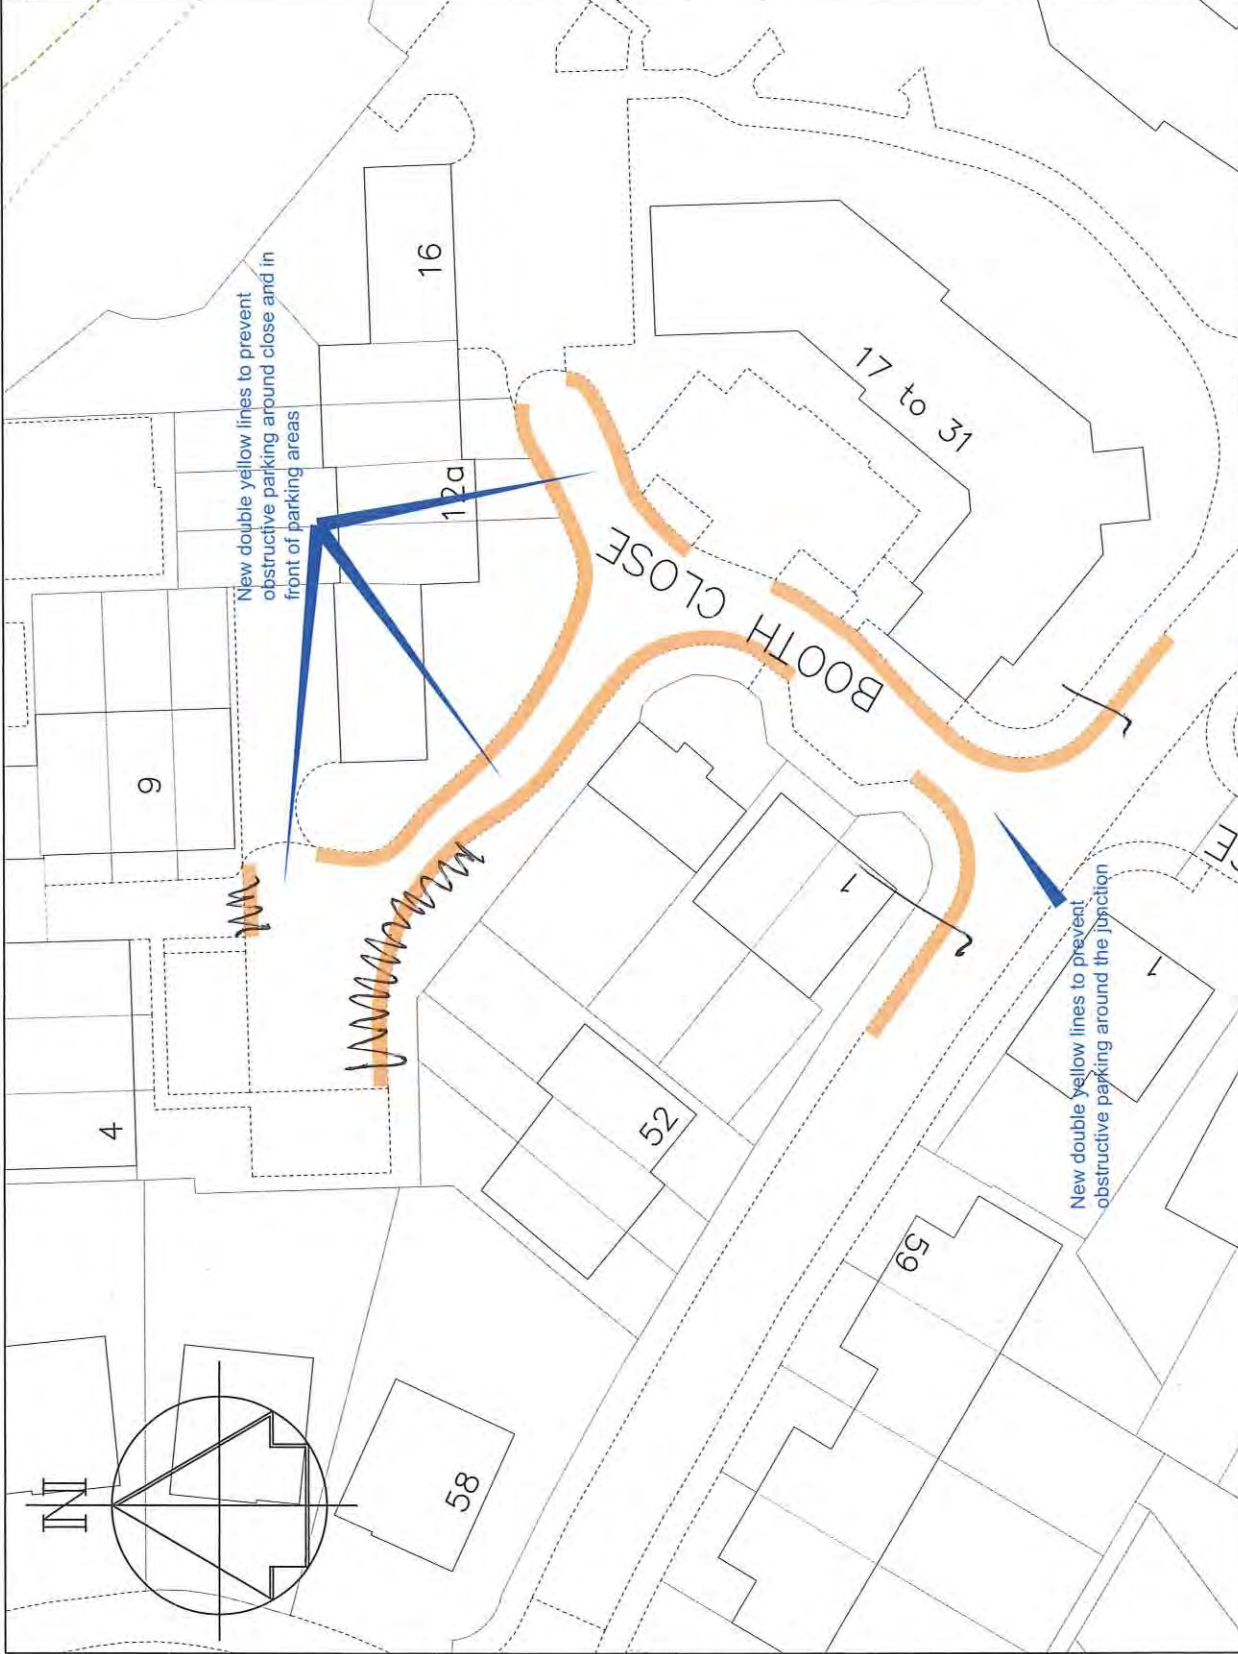 New double yellow lines to prevent
obstructive parking around close and in
front of parking areas
16
12a
9
4
17 to 31
BOOTH CLOSE
1
52
59
58
1
New double yellow lines to prevent
obstructive parking around the junction
N